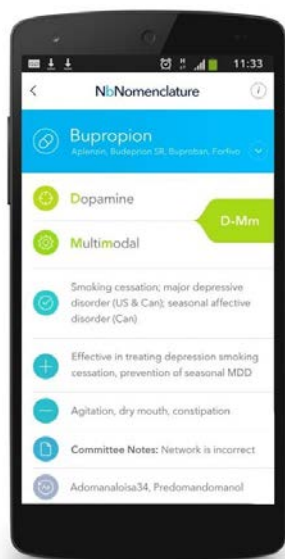 11:33
NbNomenclature
Bupropion
Aplenzin, Budeprion SR, Buproban, Forfivo
Dopamine
D-Mm
Multimodal
Smoking cessation; major depressive
disorder (US & Can); seasonal affective
disorder (Can)
Effective in treating depression smoking
cessation, prevention of seasonal MDD
Agitation, dry mouth, constipation
Committee Notes: Network is incorrect
Adomanaloisa34, Predomandomanol